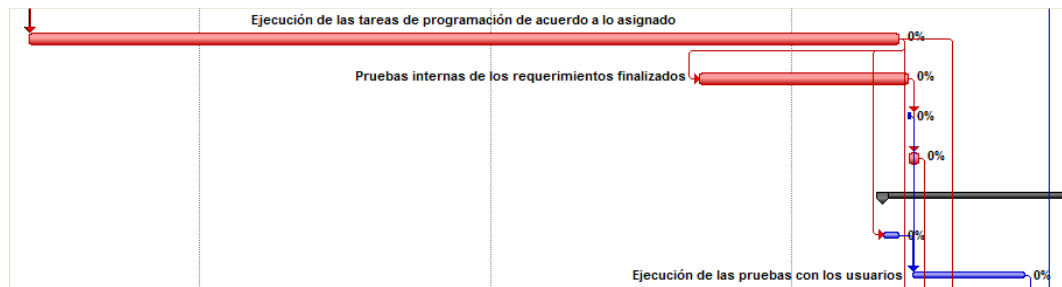 Ejecución de las tareas de programación de acuerdo a lo asignado
0%
Pruebas internas de los requerimientos finalizados
0%
0%
0%
0%
Ejecución de las pruebas con los usuarios
0%